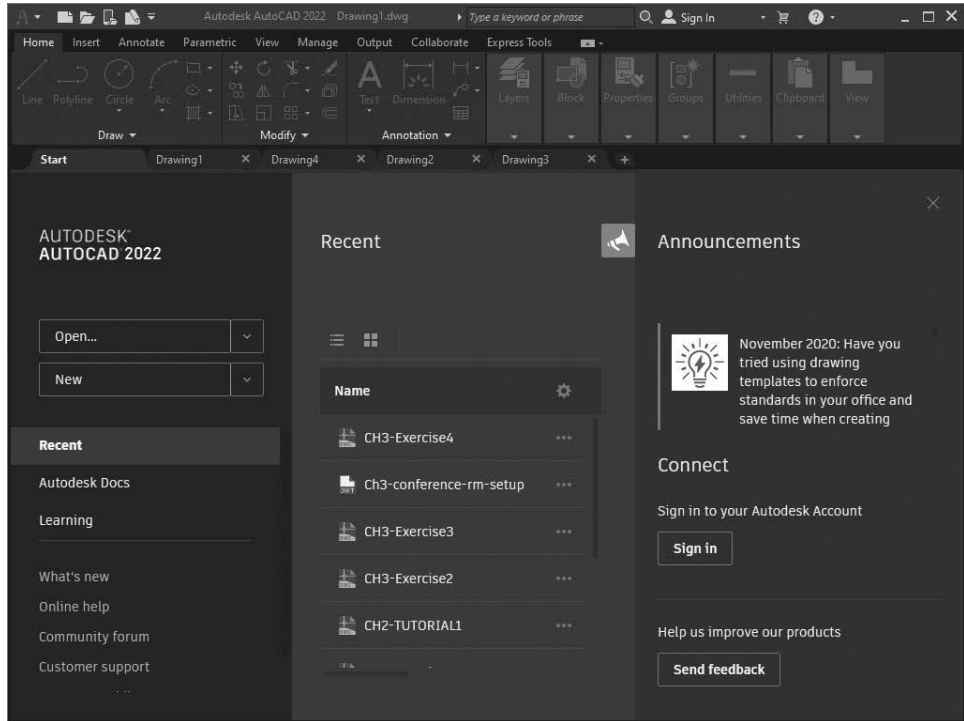 Autodesk AutoCAD 2022 Drawing1.dwg Type a keyword or phrase Sign In
Home Insert Annotate Parametric View Manage Output Collaborate Express Tools
Line Polyline Circle Arc Text Dimension Layers Block Properties Groups Utilities Clipboard View
Draw Modify Annotation
Start Drawing1 Drawing4 Drawing2 Drawing3
AUTODESK
AUTOCAD 2022
Open...
New
Recent
Autodesk Docs
Learning
What's new
Online help
Community forum
Customer support
Recent
Name
CH3-Exercise4
Ch3-conference-rm-setup
CH3-Exercise3
CH3-Exercise2
CH2-TUTORIAL1
Announcements
November 2020: Have you
tried using drawing
templates to enforce
standards in your office and
save time when creating
Connect
Sign in to your Autodesk Account
Sign in
Help us improve our products
Send feedback